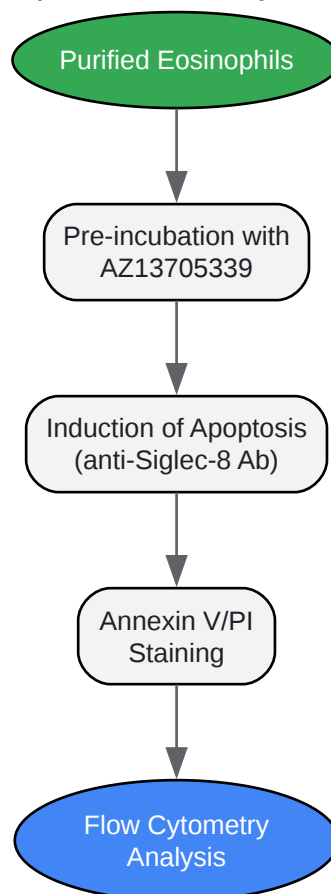 Purified Eosinophils
Pre-incubation with
AZ13705339
Induction of Apoptosis
(anti-Siglec-8 Ab)
Annexin V/PI
Staining
Flow Cytometry
Analysis